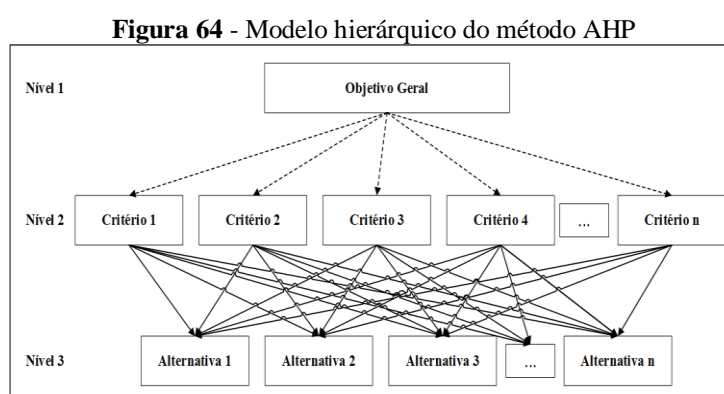 Figura 64 - Modelo hierárquico do método AHP
Nível 1
Objetivo Geral
Nível 2
Critério 1
Critério 2
Critério 3
Critério 4
...
Critério n
Nível 3
Alternativa 1
Alternativa 2
Alternativa 3
...
Alternativa n